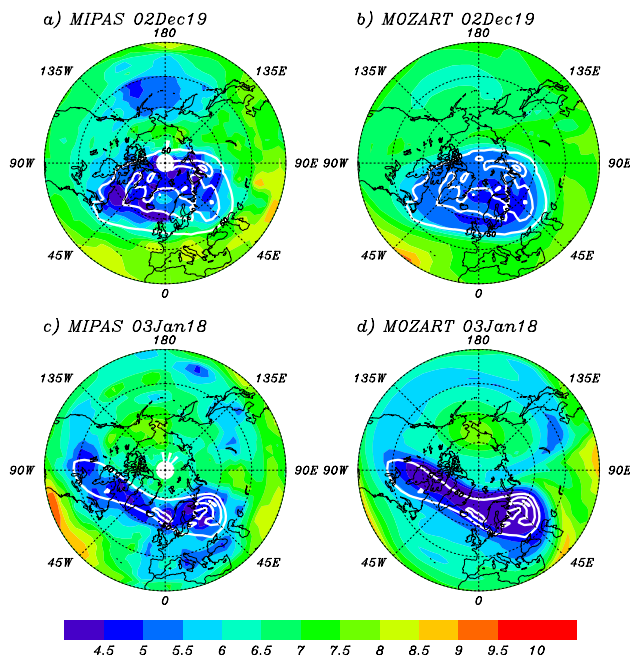 a) MIPAS 02Dec19
b) MOZART 02Dec19
180
180
135W
135E
135W
135E
90W
90E
90W
90E
45W
45E
45W
45E
0
0
c) MIPAS 03Jan18
d) MOZART 03Jan18
180
180
135W
135E
135W
135E
90W
90E
90W
90E
45W
45E
45W
45E
0
0
4.5 5 5.5 6 6.5 7 7.5 8 8.5 9 9.5 10